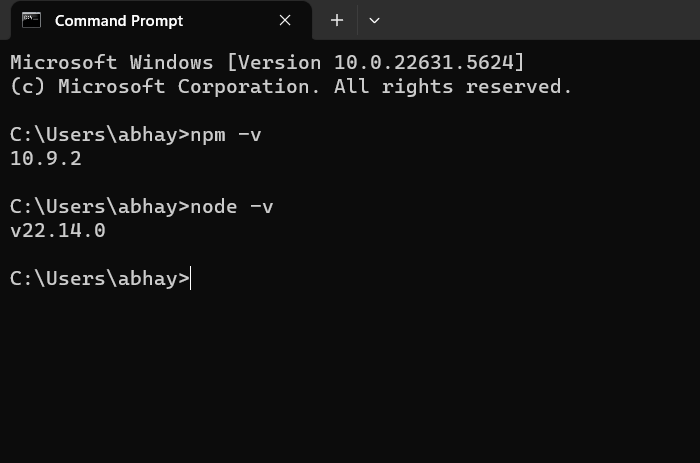 Command Prompt
Microsoft Windows [Version 10.0.22631.5624]
(c) Microsoft Corporation. All rights reserved.
C:\Users\abhay>npm -v
10.9.2
C:\Users\abhay>node -v
v22.14.0
C:\Users\abhay>